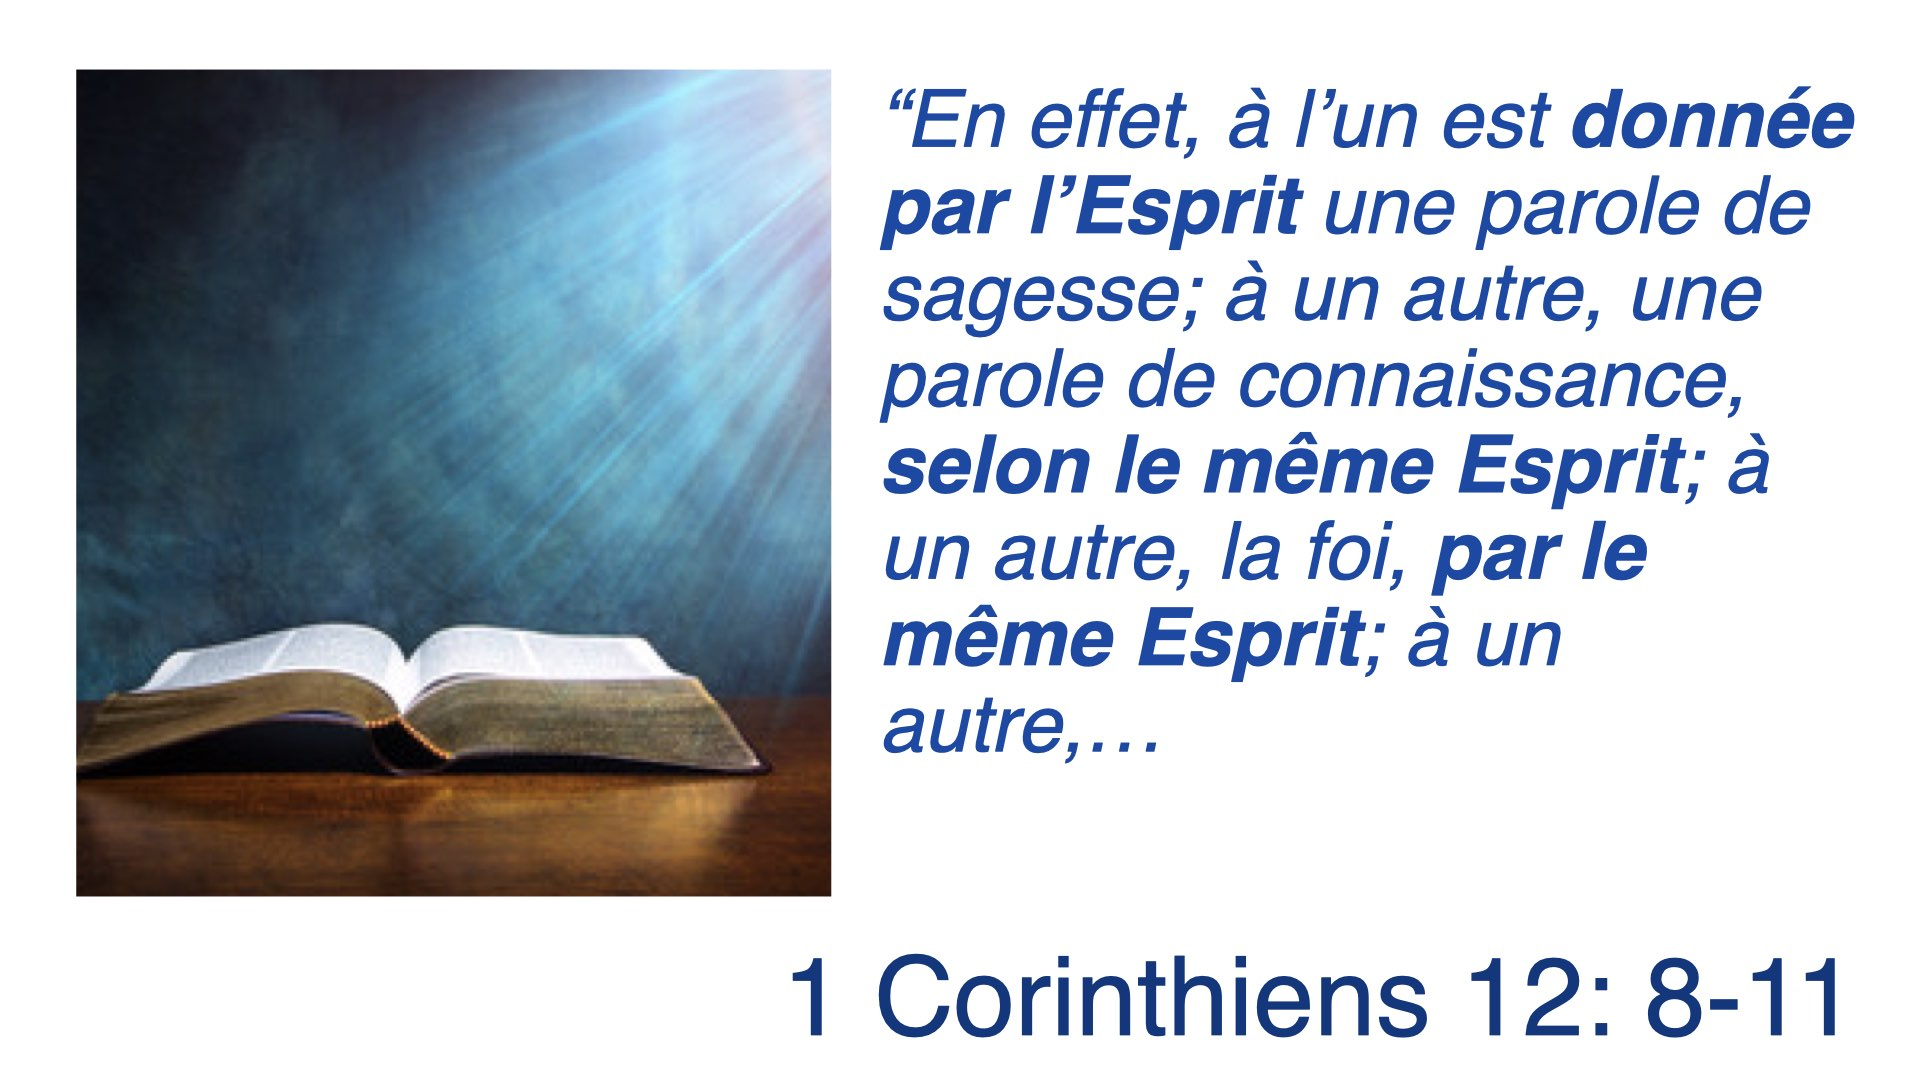 “En effet, à l’un est donnée
par l’Esprit une parole de
sagesse; à un autre, une
parole de connaissance,
selon le même Esprit; à
un autre, la foi, par le
même Esprit; à un
autre,…
1 Corinthiens 12: 8-11